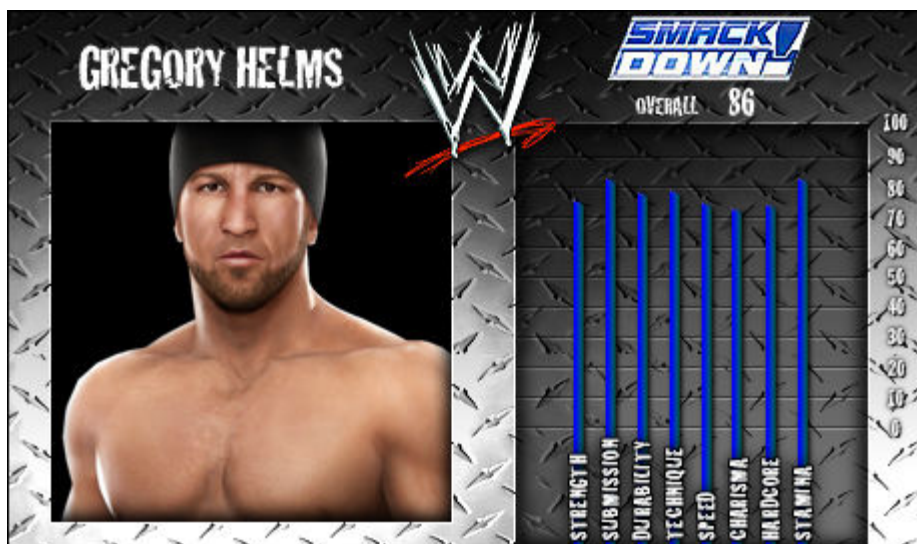 GREGORY HELMS
W
SMACK
DOWN!
OVERALL 86
100
90
80
70
60
50
40
30
20
10
0
STRENGTH
SUBMISSION
DURABILITY
TECHNIQUE
SPEED
CHARISMA
HARDCORE
STAMINA